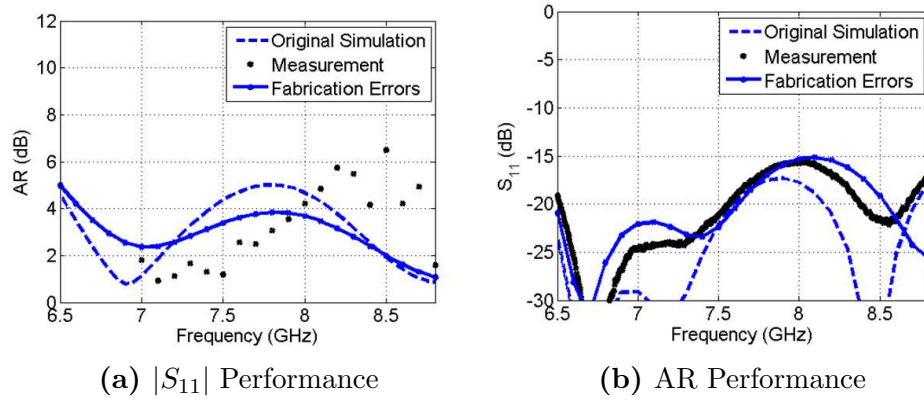 12
10
8
6
4
2
0
AR (dB)
Original Simulation
Measurement
Fabrication Errors
6.5 7 7.5 8 8.5
Frequency (GHz)
(a) |S₁₁| Performance
0
-5
-10
-15
-20
-25
-30
S₁₁ (dB)
Original Simulation
Measurement
Fabrication Errors
6.5 7 7.5 8 8.5
Frequency (GHz)
(b) AR Performance